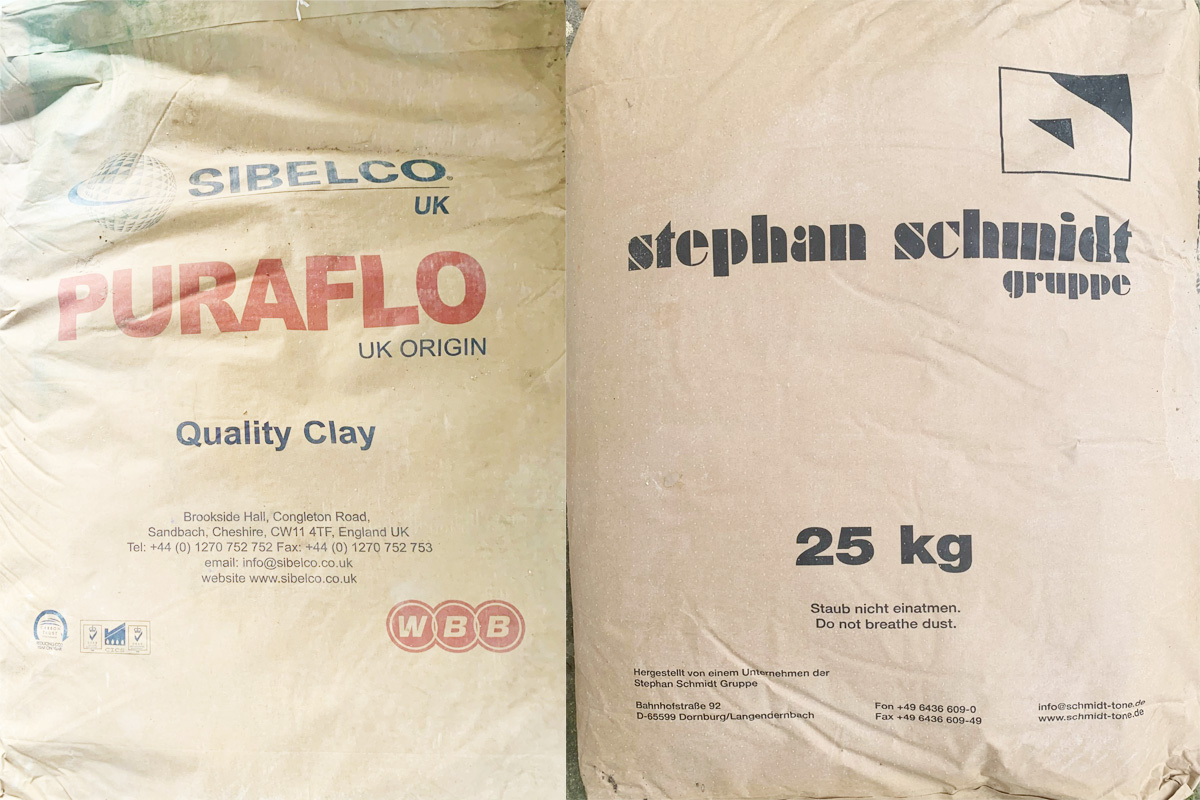 SIBELCO
UK
PURAFLO
UK ORIGIN
Quality Clay
Brookside Hall, Congleton Road,
Sandbach, Cheshire, CW11 4TF, England UK
Tel: +44 (0) 1270 752 752 Fax: +44 (0) 1270 752 753
email: info@sibelco.co.uk
website www.sibelco.co.uk
WBB
stephan schmidt
gruppe
25 kg
Staub nicht einatmen.
Do not breathe dust.
Hergestellt von einem Unternehmen der
Stephan Schmidt Gruppe
Bahnhofstraße 92
D-65599 Dornburg/Langendernbach
Fon +49 6436 609-0
Fax +49 6436 609-49
info@schmidt-tone.de
www.schmidt-tone.de